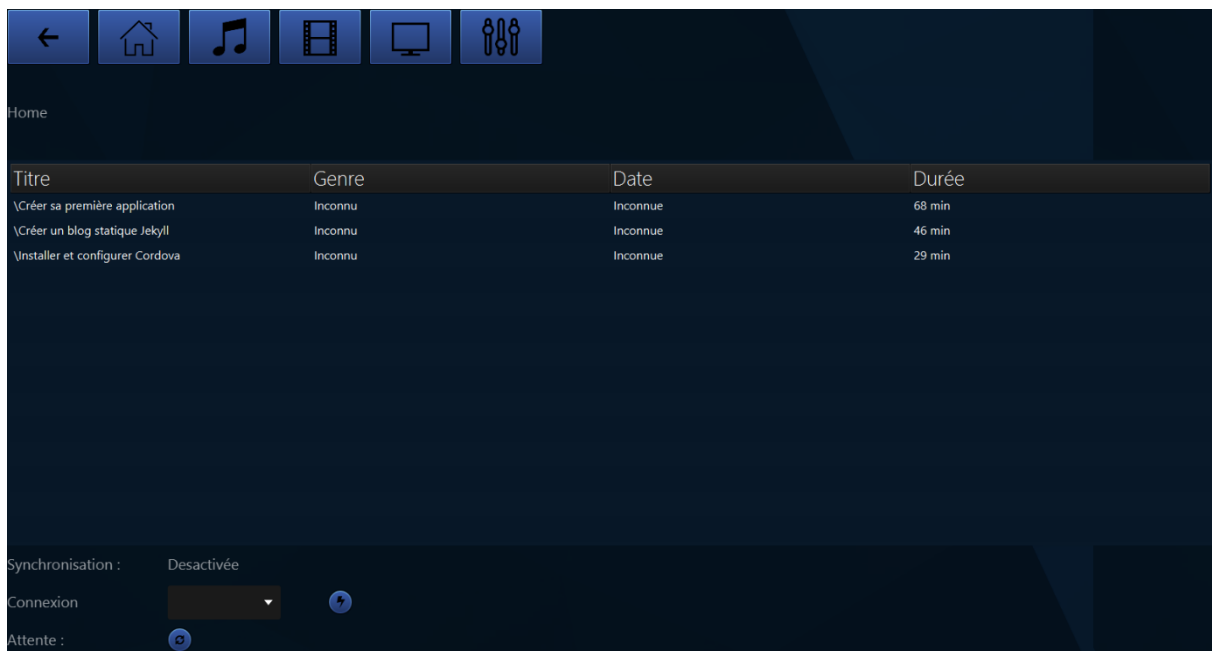 Home
Titre Genre Date Durée
\Créer sa première application Inconnu Inconnue 68 min
\Créer un blog statique Jekyll Inconnu Inconnue 46 min
\Installer et configurer Cordova Inconnu Inconnue 29 min
Synchronisation : Desactivée
Connexion
Attente :